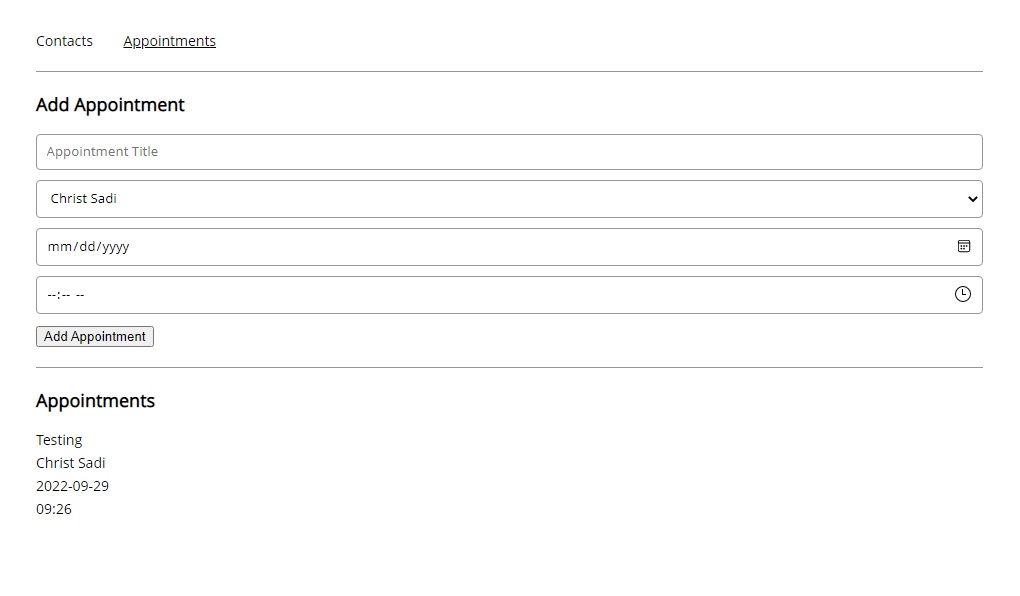 Contacts Appointments
Add Appointment
Appointment Title
Christ Sadi
mm/dd/yyyy
--:-- --
Add Appointment
Appointments
Testing
Christ Sadi
2022-09-29
09:26